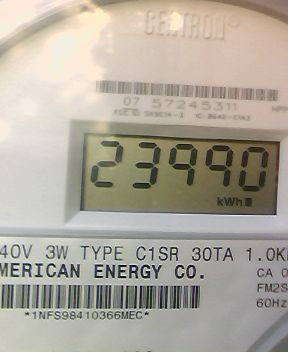 CENTRON®
07 57245311
23990
kWh
40V 3W TYPE C1SR 30TA 1.0K
MERICAN ENERGY CO.
CA 0
FM2S
60Hz
*1NFS98410366MEC*